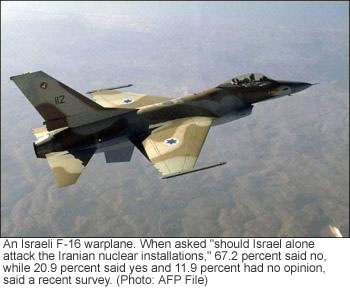 112
An Israeli F-16 warplane. When asked "should Israel alone
attack the Iranian nuclear installations," 67.2 percent said no,
while 20.9 percent said yes and 11.9 percent had no opinion,
said a recent survey. (Photo: AFP File)